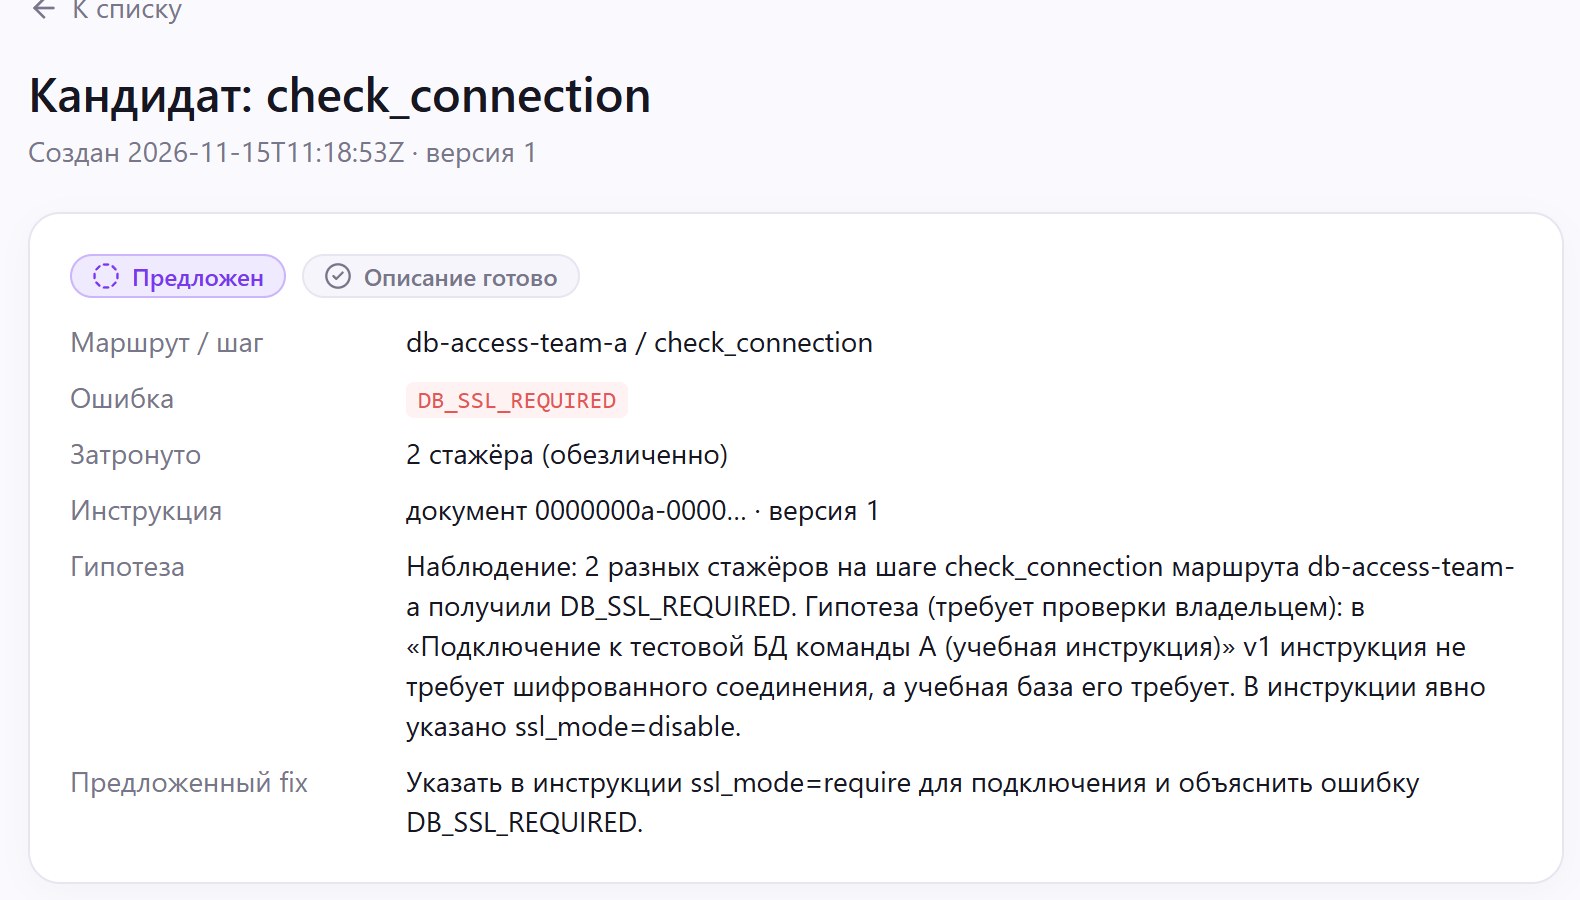 ← К списку
Кандидат: check_connection
Создан 2026-11-15T11:18:53Z · версия 1
Предложен
Описание готово
Маршрут / шаг
db-access-team-a / check_connection
Ошибка
DB_SSL_REQUIRED
Затронуто
2 стажёра (обезличенно)
Инструкция
документ 0000000a-0000... · версия 1
Гипотеза
Наблюдение: 2 разных стажёров на шаге check_connection маршрута db-access-team-
a получили DB_SSL_REQUIRED. Гипотеза (требует проверки владельцем): в
«Подключение к тестовой БД команды А (учебная инструкция)» v1 инструкция не
требует шифрованного соединения, а учебная база его требует. В инструкции явно
указано ssl_mode=disable.
Предложенный fix
Указать в инструкции ssl_mode=require для подключения и объяснить ошибку
DB_SSL_REQUIRED.